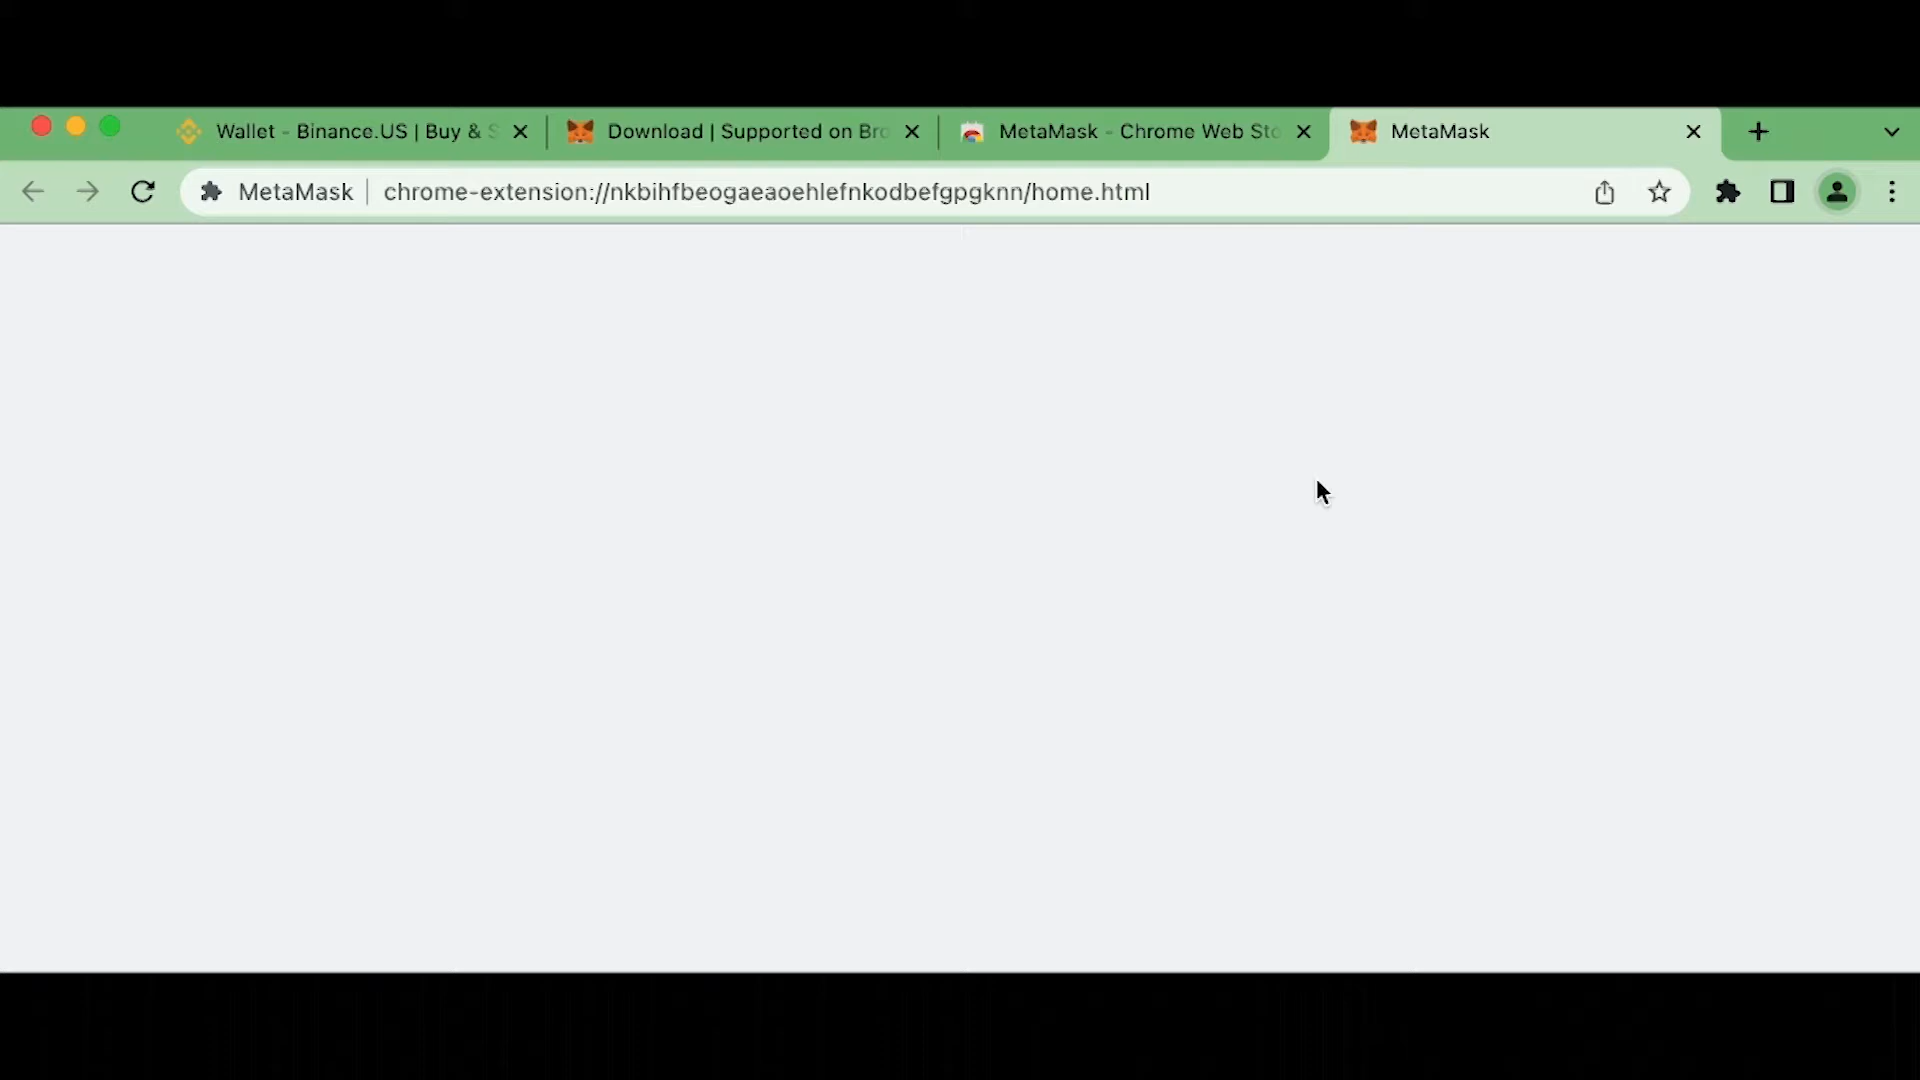 Wallet - Binance.US | Buy & S
Download | Supported on Bro
MetaMask - Chrome Web Sto
MetaMask
MetaMask | chrome-extension://nkbihfbeogaeaoehlefnkodbefgpgknn/home.html